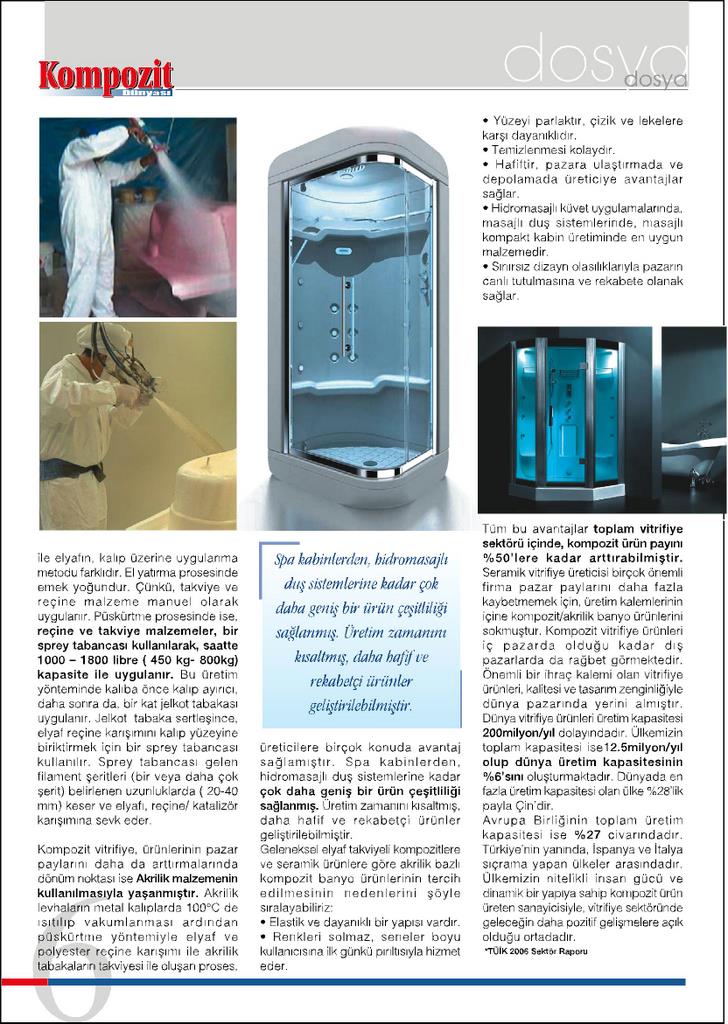 dosya
dosya
Kompozit
Dünyası
ile elyafın, kalıp üzerine uygulanma
metodu farklıdır. El yatırma prosesinde
emek yoğundur. Çünkü, takviye ve
reçine malzeme manuel olarak
uygulanır. Püskürtme prosesinde ise,
reçine ve takviye malzemeler, bir
sprey tabancası kullanılarak, saatte
1000 – 1800 libre ( 450 kg- 800kg)
kapasite ile uygulanır. Bu üretim
yönteminde kalıba önce kalıp ayırıcı,
daha sonra da, bir kat jelkot tabakası
uygulanır. Jelkot tabaka sertleşince,
elyaf reçine karışımını kalıp yüzeyine
biriktirmek için bir sprey tabancası
kullanılır. Sprey tabancası gelen
filament şeritleri (bir veya daha çok
şerit) belirlenen uzunluklarda ( 20-40
mm) keser ve elyafı, reçine/ katalizör
karışımına sevk eder.
Kompozit vitrifiye, ürünlerinin pazar
paylarını daha da arttırmalarında
dönüm noktası ise Akrilik malzemenin
kullanılmasıyla yaşanmıştır. Akrilik
levhaların metal kalıplarda 100°C de
ısıtılıp vakumlanması ardından
püskürtme yöntemiyle elyaf ve
polyester reçine karışımı ile akrilik
tabakaların takviyesi ile oluşan proses,
6
Spa kabinlerden, hidromasajlı
duş sistemlerine kadar çok
daha geniş bir ürün çeşitliliği
sağlanmış. Üretim zamanını
kısaltmış, daha hafif ve
rekabetçi ürünler
geliştirilebilmiştir.
üreticilere birçok konuda avantaj
sağlamıştır. Spa kabinlerden,
hidromasajlı duş sistemlerine kadar
çok daha geniş bir ürün çeşitliliği
sağlanmış. Üretim zamanını kısaltmış,
daha hafif ve rekabetçi ürünler
geliştirilebilmiştir.
Geleneksel elyaf takviyeli kompozitlere
ve seramik ürünlere göre akrilik bazlı
kompozit banyo ürünlerinin tercih
edilmesinin nedenlerini şöyle
sıralayabiliriz:
• Elastik ve dayanıklı bir yapısı vardır.
• Renkleri solmaz, seneler boyu
kullanıcısına ilk günkü pırıltısıyla hizmet
eder.
• Yüzeyi parlaktır, çizik ve lekelere
karşı dayanıklıdır.
• Temizlenmesi kolaydır.
• Hafiftir, pazara ulaştırmada ve
depolamada üreticiye avantajlar
sağlar.
• Hidromasajlı küvet uygulamalarında,
masajlı duş sistemlerinde, masajlı
kompakt kabin üretiminde en uygun
malzemedir.
• Sınırsız dizayn olasılıklarıyla pazarın
canlı tutulmasına ve rekabete olanak
sağlar.
Tüm bu avantajlar toplam vitrifiye
sektörü içinde, kompozit ürün payını
%50'lere kadar arttırabilmiştir.
Seramik vitrifiye üreticisi birçok önemli
firma pazar paylarını daha fazla
kaybetmemek için, üretim kalemlerinin
içine kompozit/akrilik banyo ürünlerini
sokmuştur. Kompozit vitrifiye ürünleri
iç pazarda olduğu kadar dış
pazarlarda da rağbet görmektedir.
Önemli bir ihraç kalemi olan vitrifiye
ürünleri, kalitesi ve tasarım zenginliğiyle
dünya pazarında yerini almıştır.
Dünya vitrifiye ürünleri üretim kapasitesi
200milyon/yıl dolayındadır. Ülkemizin
toplam kapasitesi ise12.5milyon/yıl
olup dünya üretim kapasitesinin
%6'sını oluşturmaktadır. Dünyada en
fazla üretim kapasitesi olan ülke %28'lik
payla Çin'dir.
Avrupa Birliğinin toplam üretim
kapasitesi ise %27 civarındadır.
Türkiye'nin yanında, İspanya ve İtalya
sıçrama yapan ülkeler arasındadır.
Ülkemizin nitelikli insan gücü ve
dinamik bir yapıya sahip kompozit ürün
üreten sanayicisiyle, vitrifiye sektöründe
geleceğin daha pozitif gelişmelere açık
olduğu ortadadır.
*TÜİK 2006 Sektör Raporu